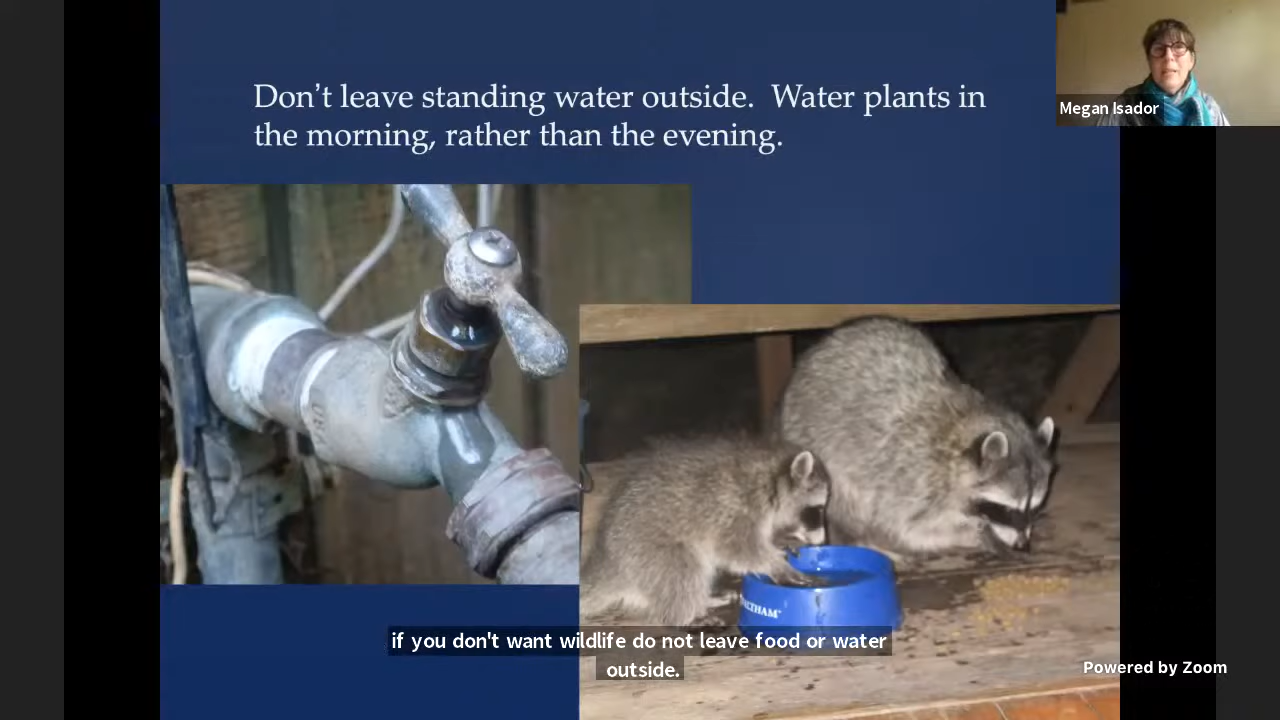 Don't leave standing water outside.  Water plants in
the morning, rather than the evening.
Megan Isador
ALTHAM
if you don't want wildlife do not leave food or water
outside.
Powered by Zoom